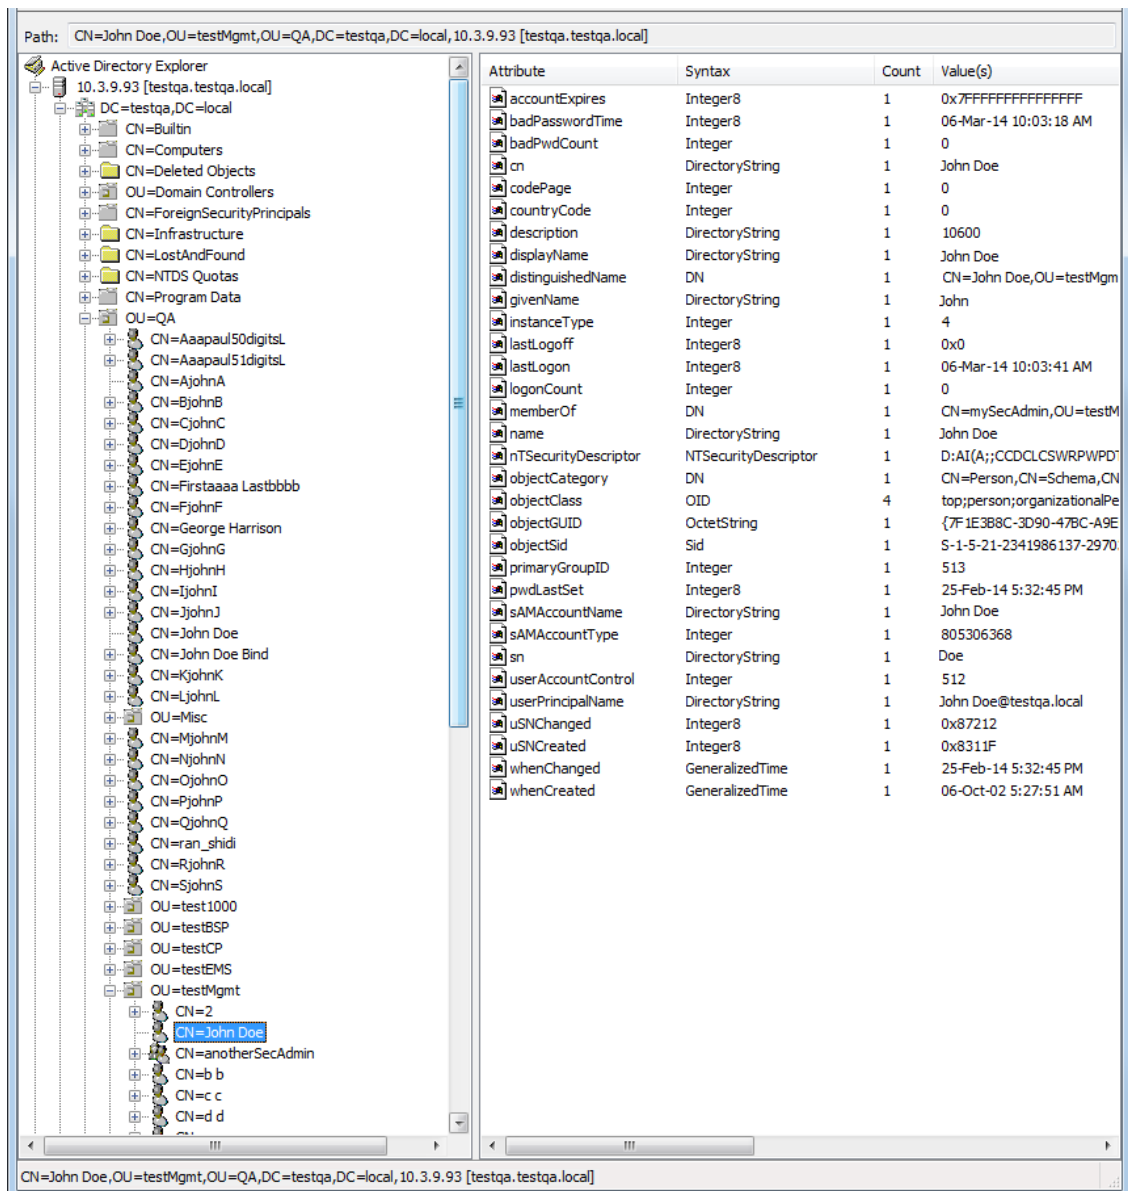 Path: CN=John Doe,OU=testMgmt,OU=QA,DC=testqa,DC=local,10.3.9.93 [testqa.testqa.local]
Active Directory Explorer
10.3.9.93 [testqa.testqa.local]
DC=testqa,DC=local
CN=Builtin
CN=Computers
CN=Deleted Objects
OU=Domain Controllers
CN=ForeignSecurityPrincipals
CN=Infrastructure
CN=LostAndFound
CN=NTDS Quotas
CN=Program Data
OU=QA
CN=Aaapaul50digitsL
CN=Aaapaul51digitsL
CN=AjohnA
CN=BjohnB
CN=CjohnC
CN=DjohnD
CN=EjohnE
CN=Firstaaaa Lastbbbb
CN=FjohnF
CN=George Harrison
CN=GjohnG
CN=HjohnH
CN=IjohnI
CN=JjohnJ
CN=John Doe
CN=John Doe Bind
CN=KjohnK
CN=LjohnL
OU=Misc
CN=MjohnM
CN=NjohnN
CN=OjohnO
CN=PjohnP
CN=QjohnQ
CN=ran_shidi
CN=RjohnR
CN=SjohnS
OU=test1000
OU=testBSP
OU=testCP
OU=testEMS
OU=testMgmt
CN=2
CN=John Doe
CN=anotherSecAdmin
CN=b b
CN=c c
CN=d d
Attribute Syntax Count Value(s)
accountExpires Integer8 1 0x7FFFFFFFFFFFFFFF
badPasswordTime Integer8 1 06-Mar-14 10:03:18 AM
badPwdCount Integer 1 0
cn DirectoryString 1 John Doe
codePage Integer 1 0
countryCode Integer 1 0
description DirectoryString 1 10600
displayName DirectoryString 1 John Doe
distinguishedName DN 1 CN=John Doe,OU=testMgm
givenName DirectoryString 1 John
instanceType Integer 1 4
lastLogoff Integer8 1 0x0
lastLogon Integer8 1 06-Mar-14 10:03:41 AM
logonCount Integer 1 0
memberOf DN 1 CN=mySecAdmin,OU=testM
name DirectoryString 1 John Doe
nTSecurityDescriptor NTSecurityDescriptor 1 D:AI(A;;CCDCLCSWRPWPDT
objectCategory DN 1 CN=Person,CN=Schema,CN
objectClass OID 4 top;person;organizationalPe
objectGUID OctetString 1 {7F1E3B8C-3D90-47BC-A9E
objectSid Sid 1 S-1-5-21-2341986137-2970
primaryGroupID Integer 1 513
pwdLastSet Integer8 1 25-Feb-14 5:32:45 PM
sAMAccountName DirectoryString 1 John Doe
sAMAccountType Integer 1 805306368
sn DirectoryString 1 Doe
userAccountControl Integer 1 512
userPrincipalName DirectoryString 1 John Doe@testqa.local
uSNChanged Integer8 1 0x87212
uSNCreated Integer8 1 0x8311F
whenChanged GeneralizedTime 1 25-Feb-14 5:32:45 PM
whenCreated GeneralizedTime 1 06-Oct-02 5:27:51 AM
CN=John Doe,OU=testMgmt,OU=QA,DC=testqa,DC=local,10.3.9.93 [testqa.testqa.local]